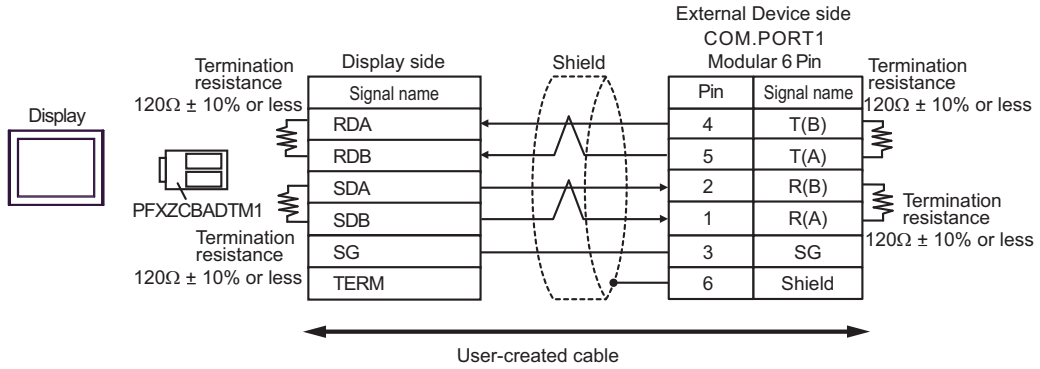 External Device side
COM.PORT1
Modular 6 Pin
Display side
Shield
Termination
resistance
120Ω ± 10% or less
Termination
resistance
120Ω ± 10% or less
Display
Signal name
Pin Signal name
RDA 4 T(B)
RDB 5 T(A)
SDA 2 R(B)
SDB 1 R(A)
SG 3 SG
TERM 6 Shield
PFXZCBADTM1
Termination
resistance
120Ω ± 10% or less
Termination
resistance
120Ω ± 10% or less
User-created cable